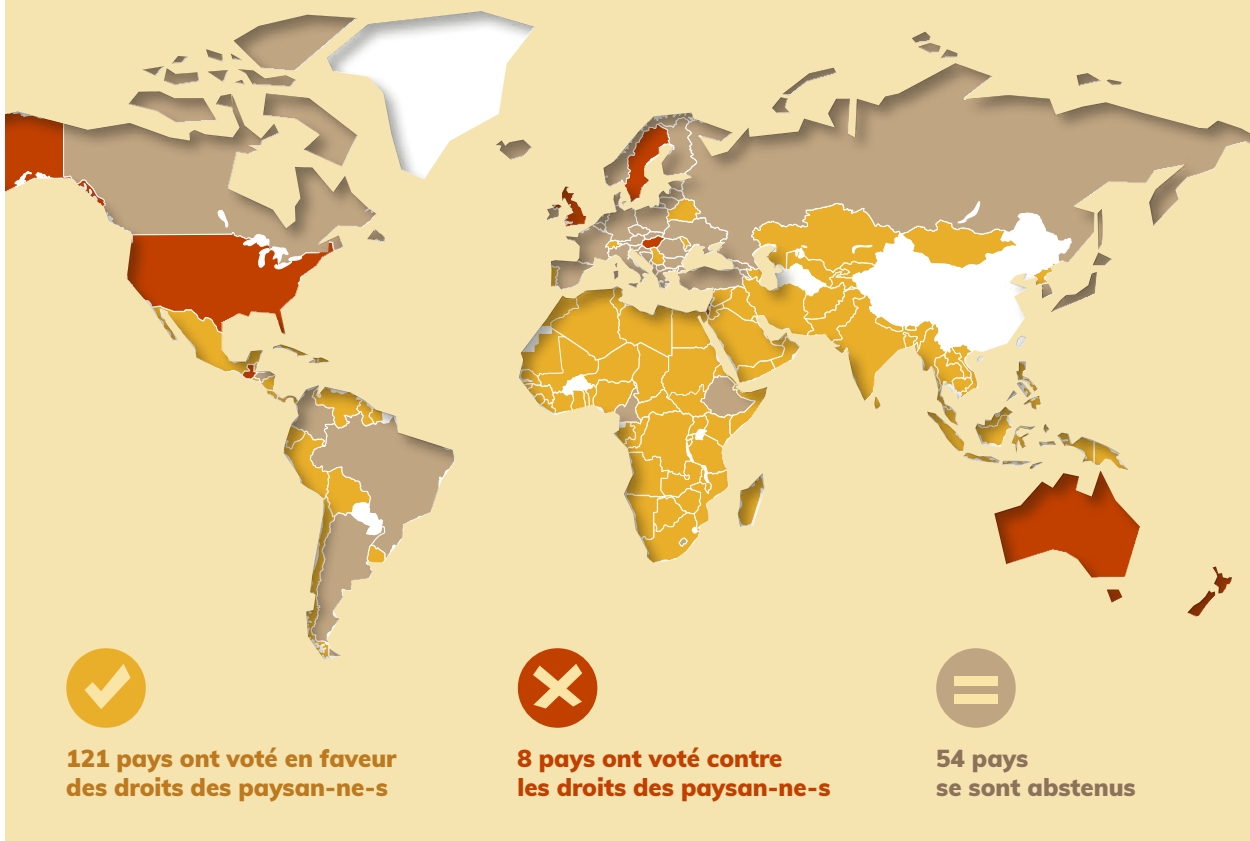 121 pays ont voté en faveur
des droits des paysan-ne-s
8 pays ont voté contre
les droits des paysan-ne-s
54 pays
se sont abstenus